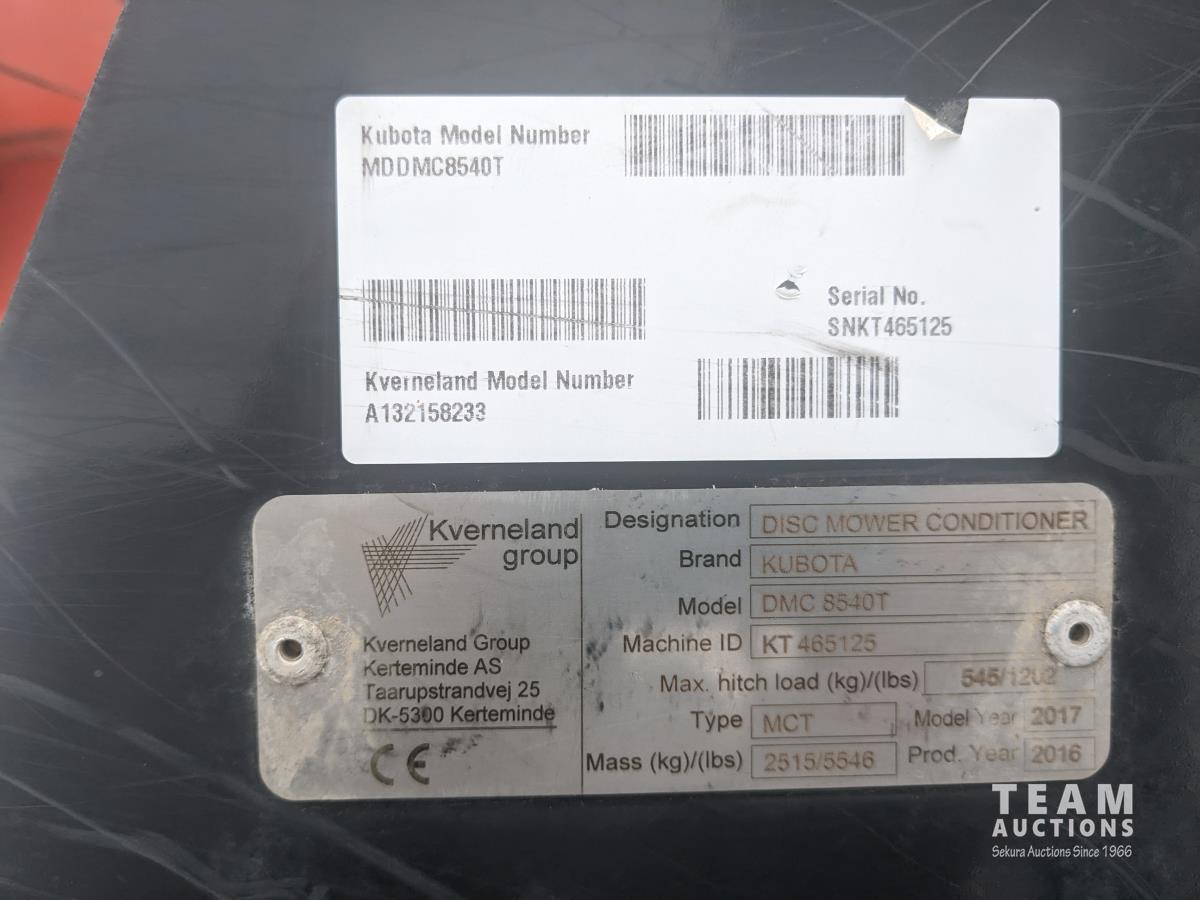 Kubota Model Number
MDDMC8540T
Serial No.
SNKT465125
Kverneland Model Number
A132158233
Kverneland
group
Kverneland Group
Kerteminde AS
Taarupstrandvej 25
DK-5300 Kerteminde
CE
Designation DISC MOWER CONDITIONER
Brand KUBOTA
Model DMC 8540T
Machine ID KT 465125
Max. hitch load (kg)/(lbs) 545/1202
Type MCT Model Year 2017
Mass (kg)/(lbs) 2515/5546 Prod. Year 2016
TEAM
AUCTIONS
Sekura Auctions Since 1966